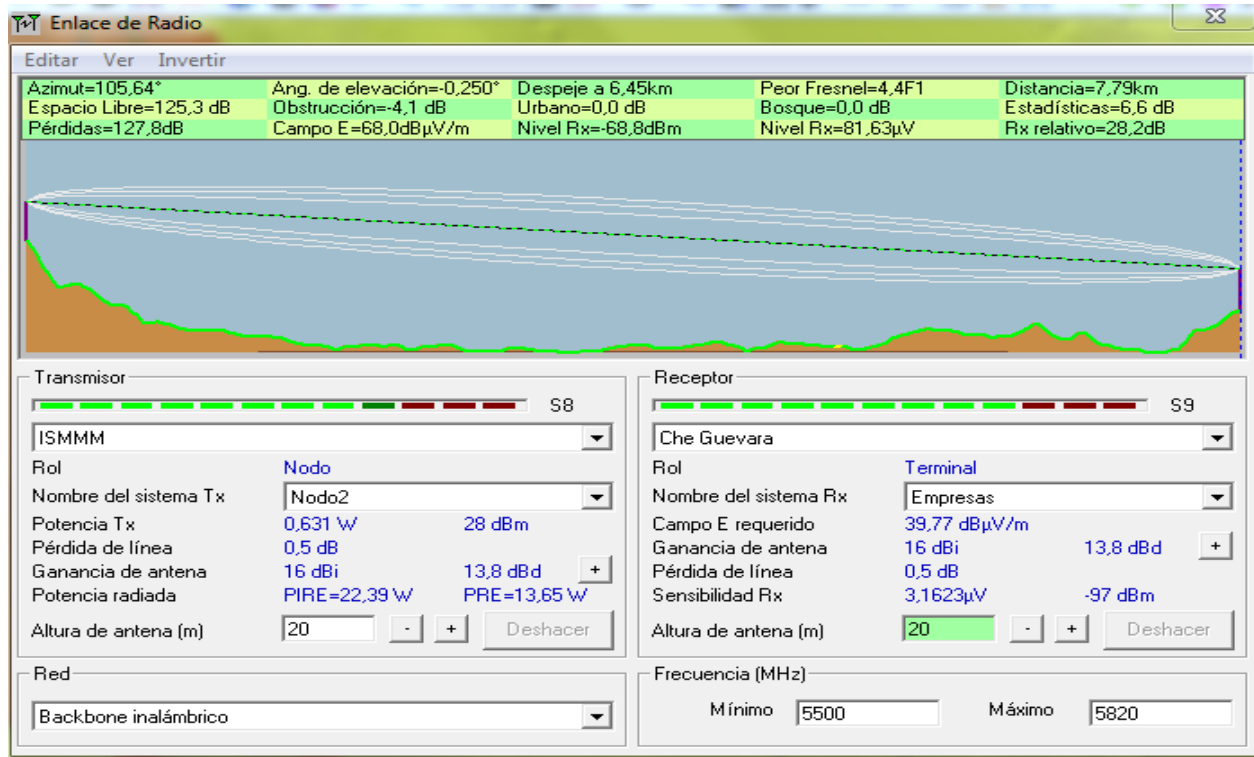 Enlace de Radio
Editar Ver Invertir
Azimut=105,64° Ang. de elevación=-0,250° Despeje a 6,45km Peor Fresnel=4,4F1 Distancia=7,79km
Espacio Libre=125,3 dB Obstrucción=-4,1 dB Urbano=0,0 dB Bosque=0,0 dB Estadísticas=6,6 dB
Pérdidas=127,8dB Campo E=68,0dBµV/m Nivel Rx=-68,8dBm Nivel Rx=81,63µV Rx relativo=28,2dB
Transmisor
S8
ISMMM
Rol Nodo
Nombre del sistema Tx Nodo2
Potencia Tx 0,631 W 28 dBm
Pérdida de línea 0,5 dB
Ganancia de antena 16 dBi 13,8 dBd +
Potencia radiada PIRE=22,39 W PRE=13,65 W
Altura de antena (m) 20 - + Deshacer
Receptor
S9
Che Guevara
Rol Terminal
Nombre del sistema Rx Empresas
Campo E requerido 39,77 dBµV/m
Ganancia de antena 16 dBi 13,8 dBd +
Pérdida de línea 0,5 dB
Sensibilidad Rx 3,1623µV -97 dBm
Altura de antena (m) 20 - + Deshacer
Red
Backbone inalámbrico
Frecuencia (MHz)
Mínimo 5500 Máximo 5820